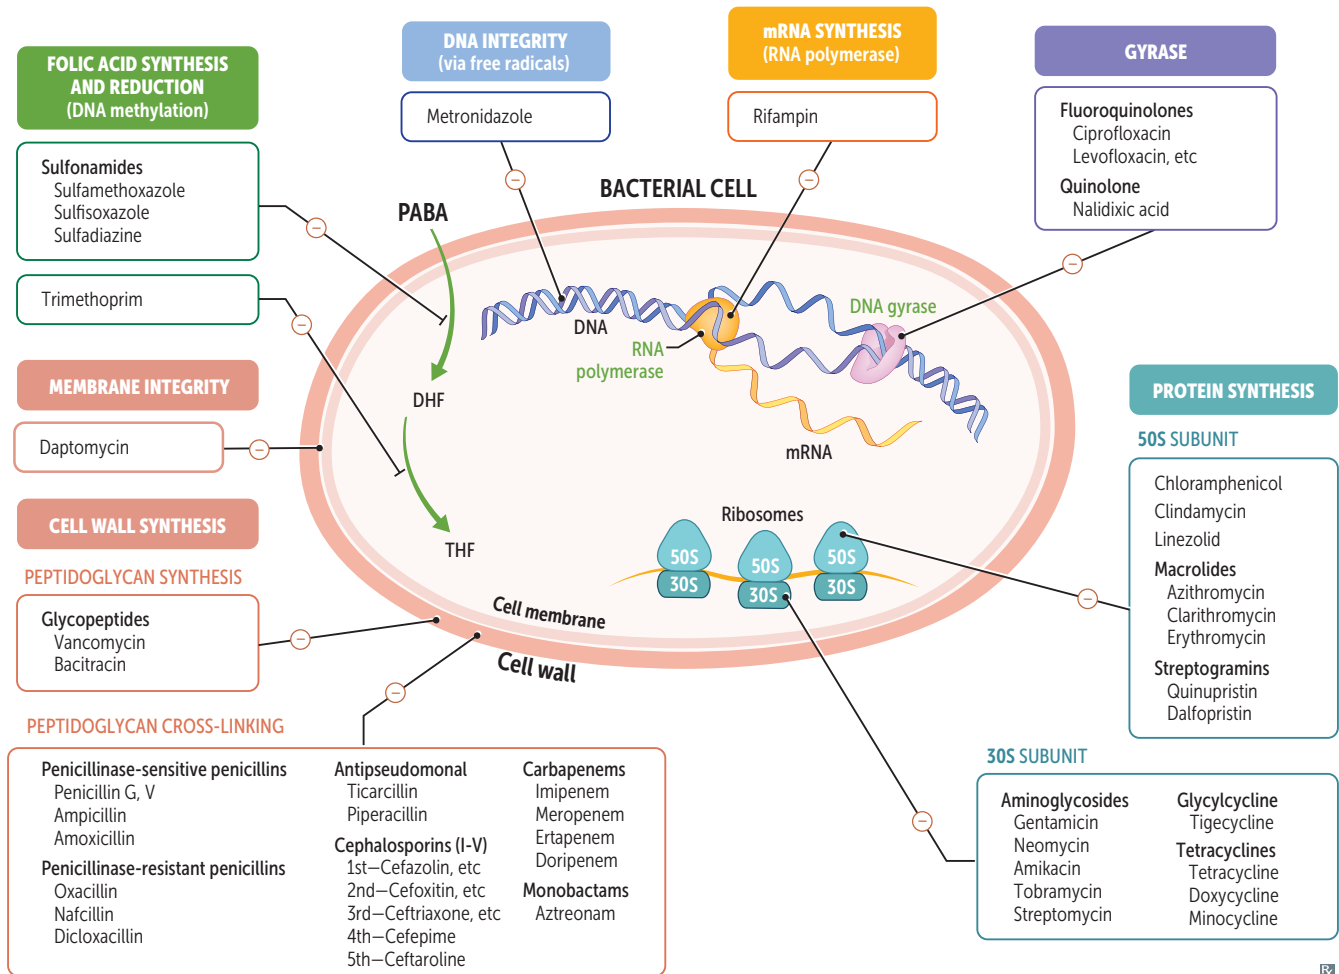 FOLIC ACID SYNTHESIS
AND REDUCTION
(DNA methylation)
Sulfonamides
Sulfamethoxazole
Sulfisoxazole
Sulfadiazine
Trimethoprim
MEMBRANE INTEGRITY
Daptomycin
CELL WALL SYNTHESIS
PEPTIDOGLYCAN SYNTHESIS
Glycopeptides
Vancomycin
Bacitracin
PEPTIDOGLYCAN CROSS-LINKING
Penicillinase-sensitive penicillins
Penicillin G, V
Ampicillin
Amoxicillin
Penicillinase-resistant penicillins
Oxacillin
Nafcillin
Dicloxacillin
Antipseudomonal
Ticarcillin
Piperacillin
Cephalosporins (I-V)
1st—Cefazolin, etc
2nd—Cefoxitin, etc
3rd—Ceftriaxone, etc
4th—Cefepime
5th—Ceftaroline
Carbapenems
Imipenem
Meropenem
Ertapenem
Doripenem
Monobactams
Aztreonam
DNA INTEGRITY
(via free radicals)
Metronidazole
mRNA SYNTHESIS
(RNA polymerase)
Rifampin
GYRASE
Fluoroquinolones
Ciprofloxacin
Levofloxacin, etc
Quinolone
Nalidixic acid
BACTERIAL CELL
PABA
DHF
THF
DNA
RNA
polymerase
DNA gyrase
mRNA
Ribosomes
50S
30S
50S
30S
50S
30S
Cell membrane
Cell wall
PROTEIN SYNTHESIS
50S SUBUNIT
Chloramphenicol
Clindamycin
Linezolid
Macrolides
Azithromycin
Clarithromycin
Erythromycin
Streptogramins
Quinupristin
Dalfopristin
30S SUBUNIT
Aminoglycosides
Gentamicin
Neomycin
Amikacin
Tobramycin
Streptomycin
Glycylcycline
Tigecycline
Tetracyclines
Tetracycline
Doxycycline
Minocycline